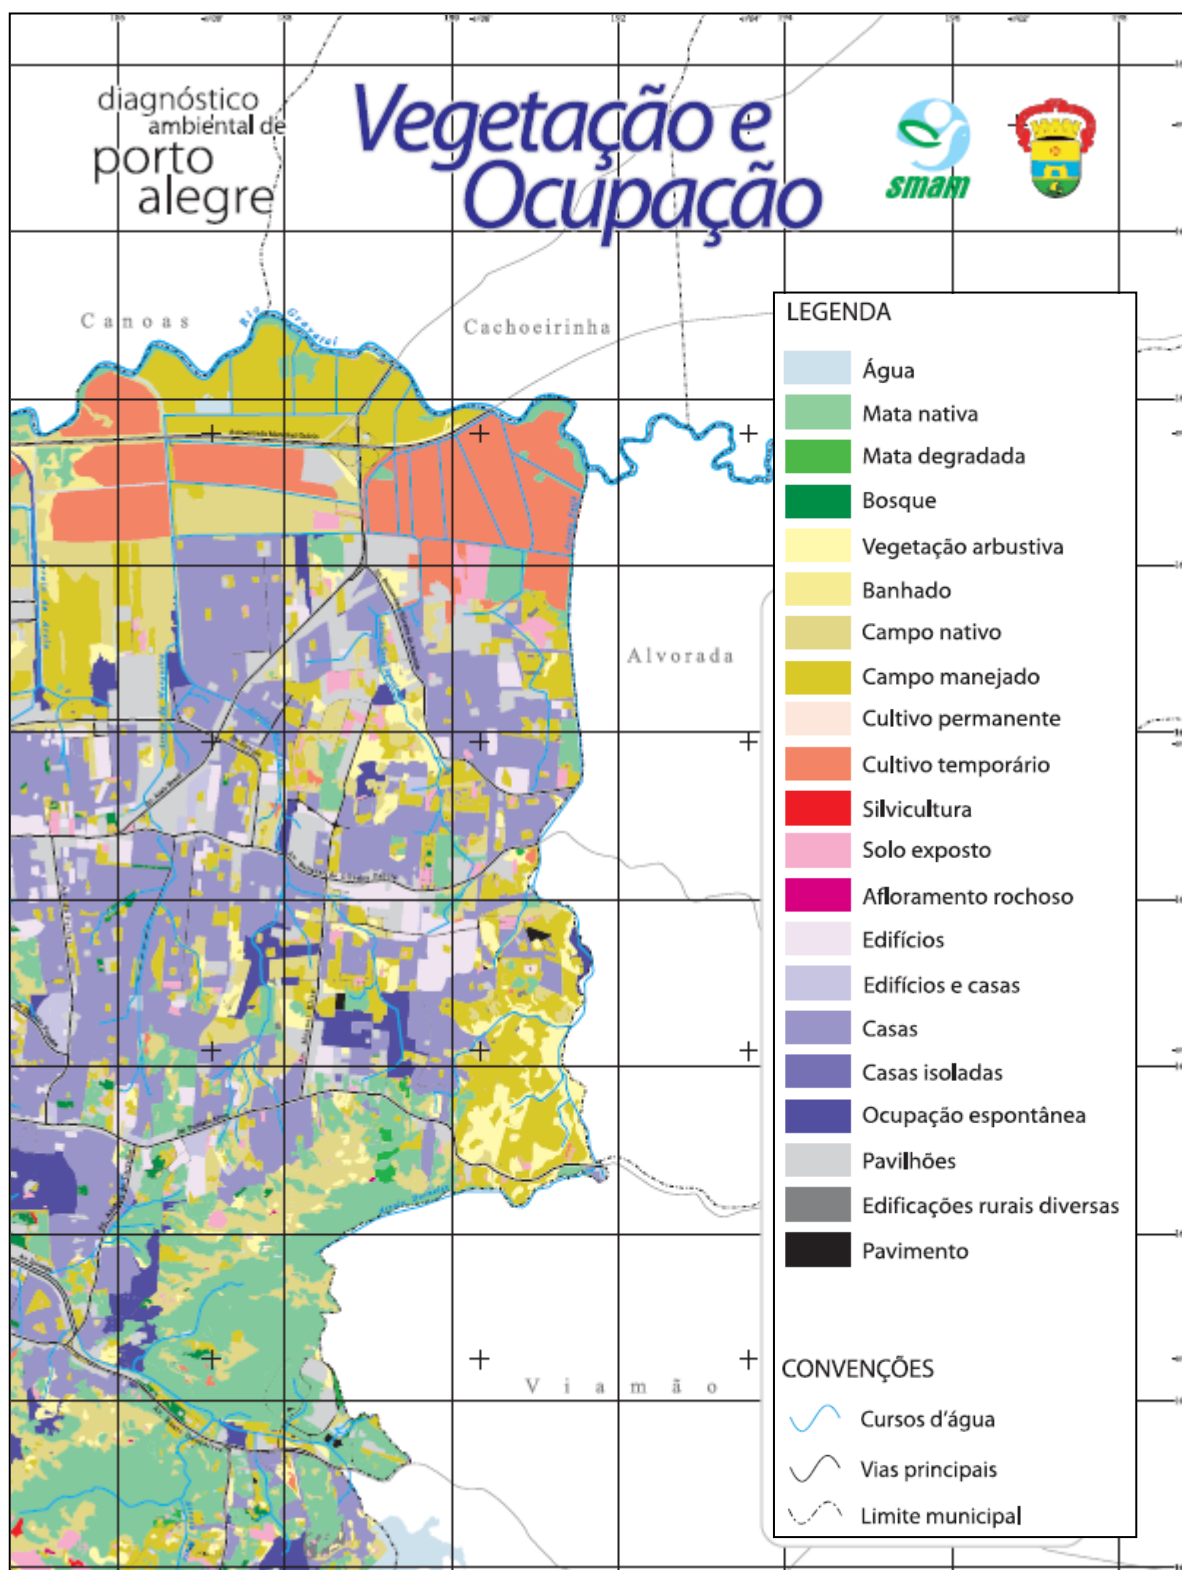 diagnóstico
ambiental de
porto
alegre
Vegetação e
Ocupação
smam
Canoas
Rio Gravataí
Cachoeirinha
Alvorada
Viamão
LEGENDA
Água
Mata nativa
Mata degradada
Bosque
Vegetação arbustiva
Banhado
Campo nativo
Campo manejado
Cultivo permanente
Cultivo temporário
Silvicultura
Solo exposto
Afloramento rochoso
Edifícios
Edifícios e casas
Casas
Casas isoladas
Ocupação espontânea
Pavilhões
Edificações rurais diversas
Pavimento
CONVENÇÕES
Cursos d'água
Vias principais
Limite municipal